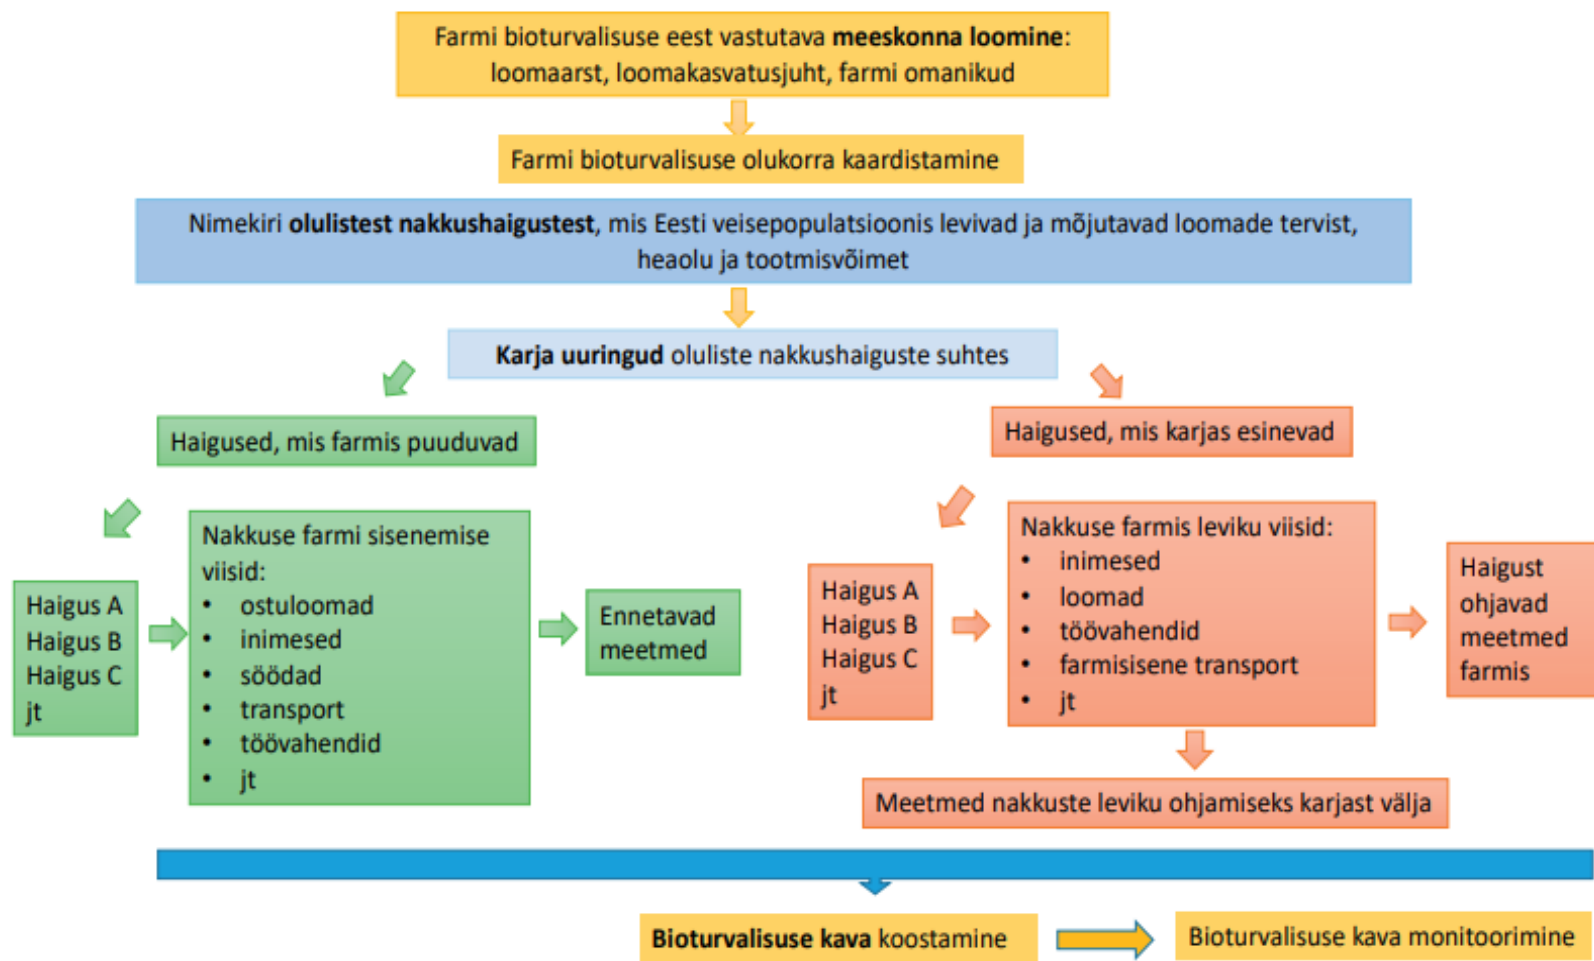 Farmi bioturvalisuse eest vastutava meeskonna loomine:
loomaarst, loomakasvatusjuht, farmi omanikud
Farmi bioturvalisuse olukorra kaardistamine
Nimekiri olulistest nakkushaigustest, mis Eesti veisepopulatsioonis levivad ja mõjutavad loomade tervist,
heaolu ja tootmisvõimet
Karja uuringud oluliste nakkushaiguste suhtes
Haigused, mis farmis puuduvad
Haigus A
Haigus B
Haigus C
jt
Nakkuse farmi sisenemise
viisid:
• ostuloomad
• inimesed
• söödad
• transport
• töövahendid
• jt
Ennetavad
meetmed
Haigused, mis karjas esinevad
Haigus A
Haigus B
Haigus C
jt
Nakkuse farmis leviku viisid:
• inimesed
• loomad
• töövahendid
• farmisisene transport
• jt
Haigust
ohjavad
meetmed
farmis
Meetmed nakkuste leviku ohjamiseks karjast välja
Bioturvalisuse kava koostamine
Bioturvalisuse kava monitoorimine